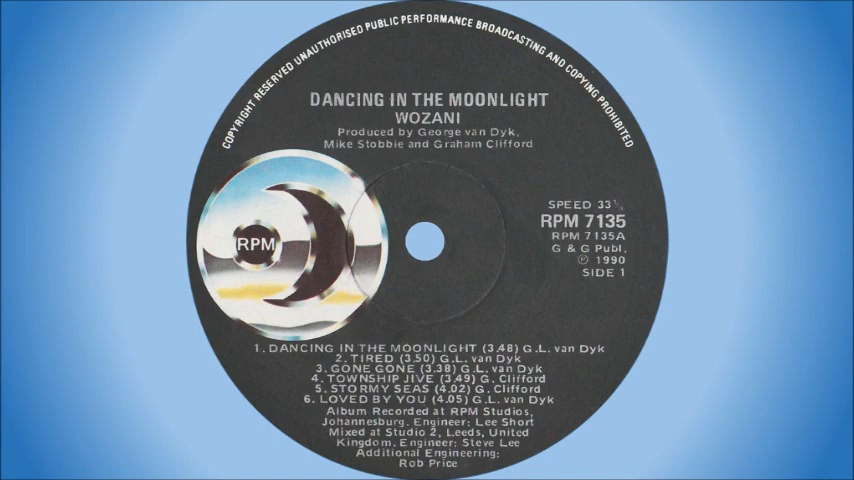 COPYRIGHT RESERVED UNAUTHORISED PUBLIC PERFORMANCE BROADCASTING AND COPYING PROHIBITED
DANCING IN THE MOONLIGHT
WOZANI
Produced by George van Dyk,
Mike Stobbie and Graham Clifford
SPEED 33⅓
RPM 7135
RPM 7135A
G & G Publ,
℗ 1990
SIDE 1
RPM
1. DANCING IN THE MOONLIGHT (3.48) G.L. van Dyk
2. TIRED (3.50) G.L. van Dyk
3. GONE GONE (3.38) G.L. van Dyk
4. TOWNSHIP JIVE (3.49) G. Clifford
5. STORMY SEAS (4.02) G. Clifford
6. LOVED BY YOU (4.05) G.L. van Dyk
Album Recorded at RPM Studios,
Johannesburg, Engineer: Lee Short
Mixed at Studio 2, Leeds, United
Kingdom, Engineer: Steve Lee
Additional Engineering:
Rob Price